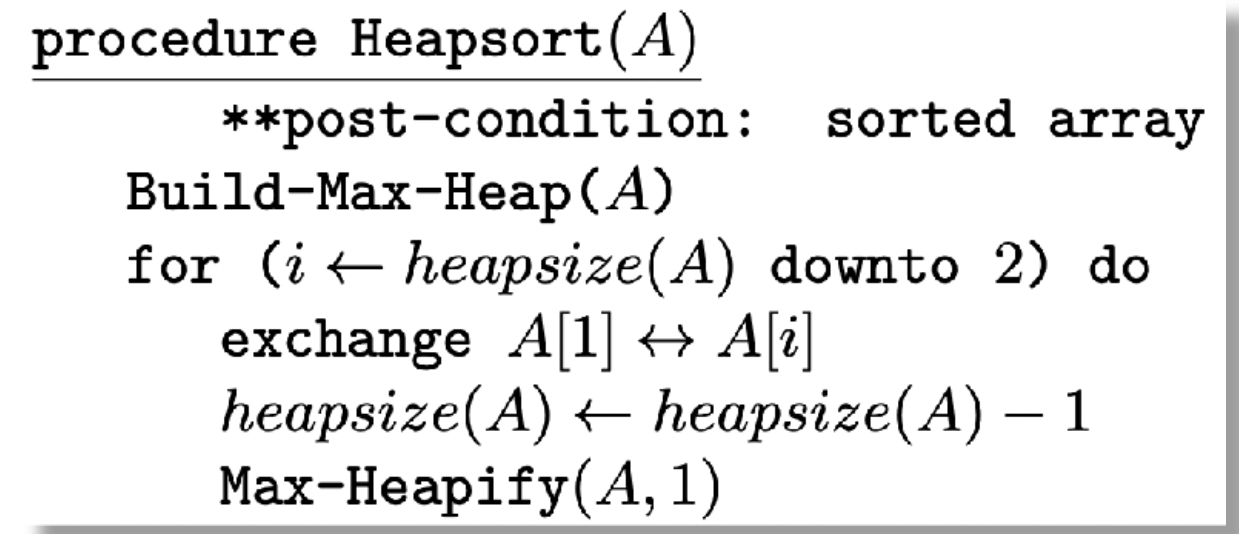 procedure Heapsort(A)
**post-condition: sorted array
Build-Max-Heap(A)
for (i ← heapsize(A) downto 2) do
exchange A[1] ↔ A[i]
heapsize(A) ← heapsize(A) − 1
Max-Heapify(A, 1)